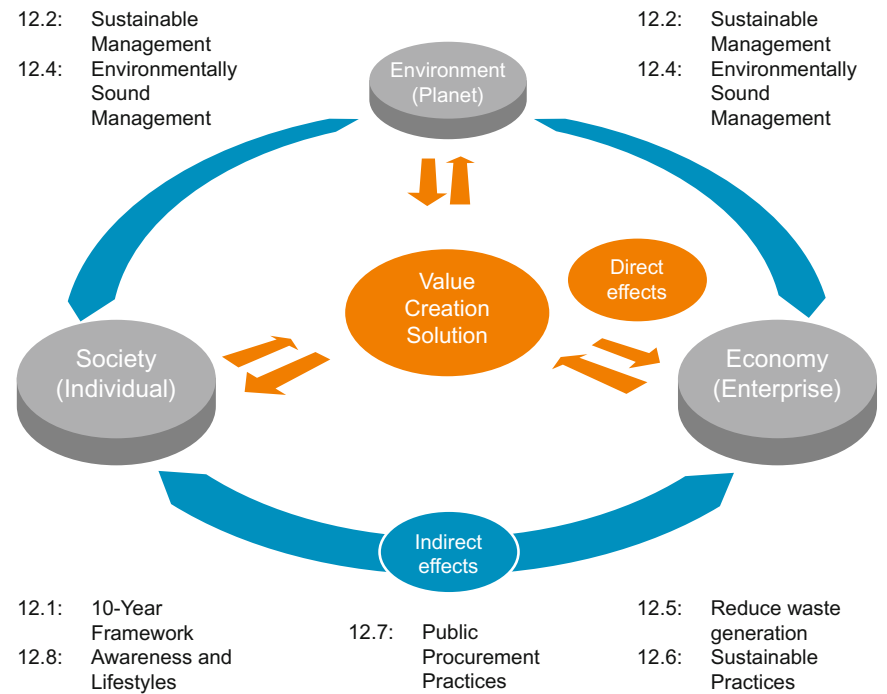 12.2: Sustainable
Management
12.4: Environmentally
Sound
Management
Environment
(Planet)
12.2: Sustainable
Management
12.4: Environmentally
Sound
Management
Value
Creation
Solution
Direct
effects
Society
(Individual)
Economy
(Enterprise)
Indirect
effects
12.1: 10-Year
Framework
12.8: Awareness and
Lifestyles
12.7: Public
Procurement
Practices
12.5: Reduce waste
generation
12.6: Sustainable
Practices